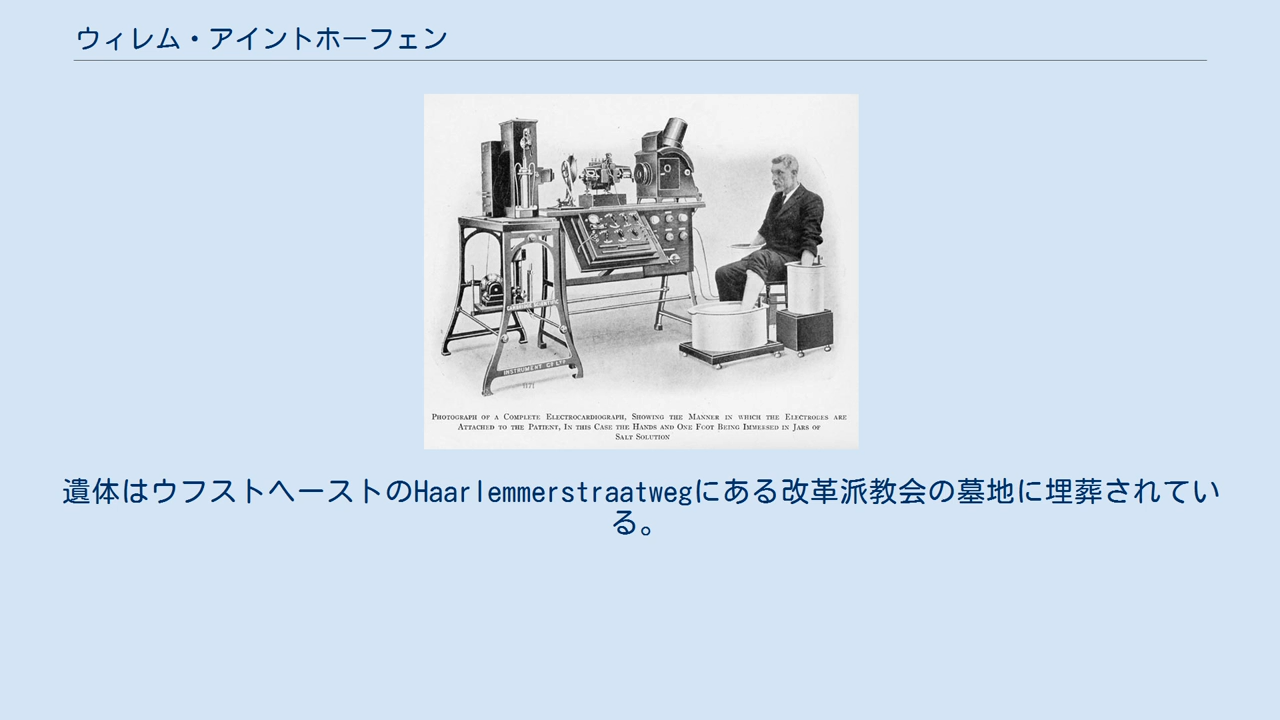 ウィレム・アイントホーフェン
INSTRUMENT CO LTD
PHOTOGRAPH OF A COMPLETE ELECTROCARDIOGRAPH, SHOWING THE MANNER IN WHICH THE ELECTRODES ARE
ATTACHED TO THE PATIENT, IN THIS CASE THE HANDS AND ONE FOOT BEING IMMERSED IN JARS OF
SALT SOLUTION
遺体はウフストヘーストのHaarlemmerstraatwegにある改革派教会の墓地に埋葬されてい
る。